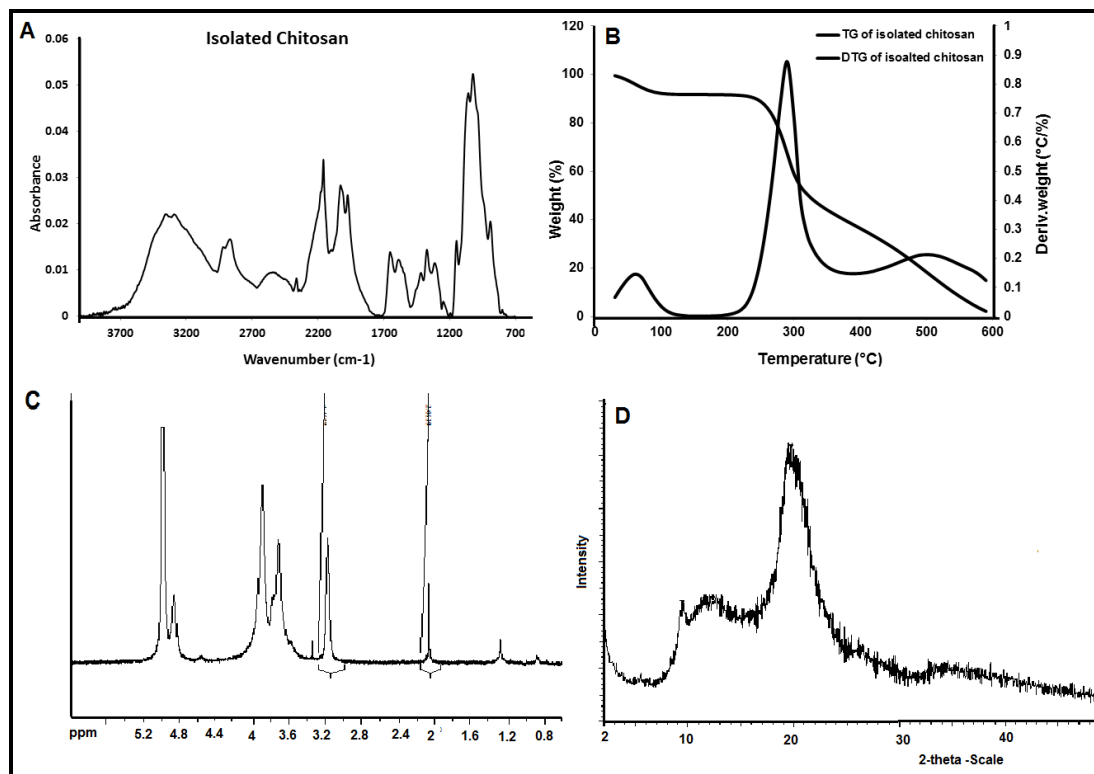 A
Isolated Chitosan
0.06
0.05
0.04
0.03
0.02
0.01
0
Absorbance
3700 3200 2700 2200 1700 1200 700
Wavenumber (cm-1)
B
TG of isolated chitosan
DTG of isoalted chitosan
120
100
80
60
40
20
0
Weight (%)
1
0.9
0.8
0.7
0.6
0.5
0.4
0.3
0.2
0.1
0
Deriv.weight (°C/%)
0 100 200 300 400 500 600
Temperature (°C)
C
ppm 5.2 4.8 4.4 4 3.6 3.2 2.8 2.4 2 1.2 0.8
D
Intensity
2 10 20 30 40
2-theta -Scale